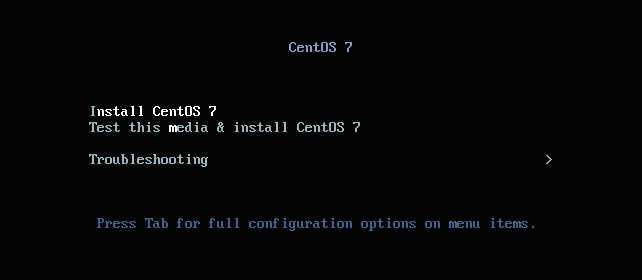 CentOS 7
Install CentOS 7
Test this media & install CentOS 7
Troubleshooting >
Press Tab for full configuration options on menu items.